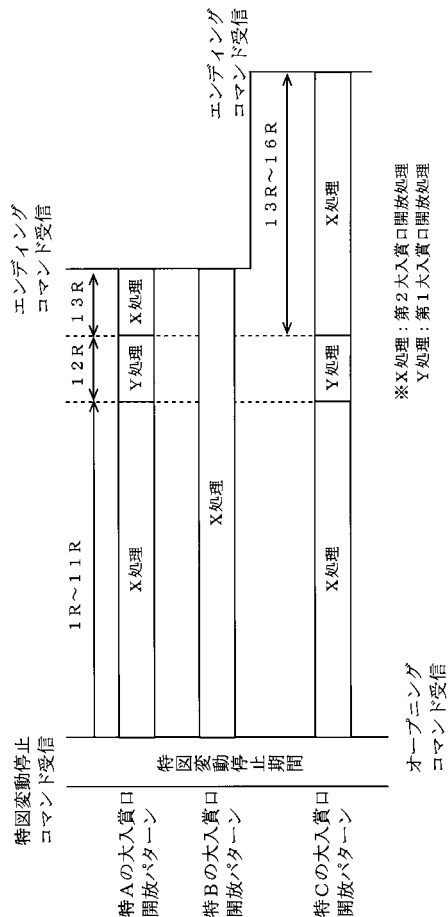 特図変動停止
コマンド受信
エンディング
コマンド受信
1R〜11R
12R
13R
特Aの大入賞口
開放パターン
X処理
Y処理
X処理
特図変動停止期間
特Bの大入賞口
開放パターン
X処理
エンディング
コマンド受信
13R〜16R
特Cの大入賞口
開放パターン
X処理
Y処理
X処理
オープニング
コマンド受信
※X処理:第2大入賞口開放処理
Y処理:第1大入賞口開放処理